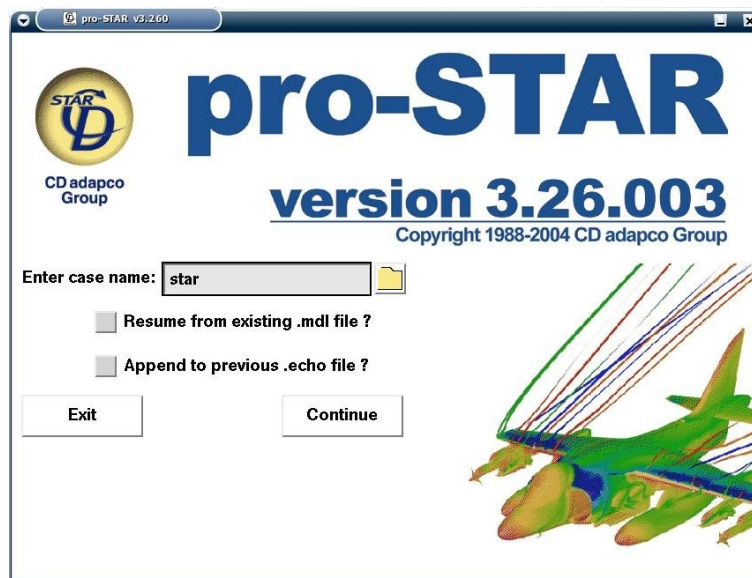 pro-STAR v3.260
pro-STAR
STAR
CD
CD adapco
Group
version 3.26.003
Copyright 1988-2004 CD adapco Group
Enter case name: star
Resume from existing .mdl file ?
Append to previous .echo file ?
Exit Continue